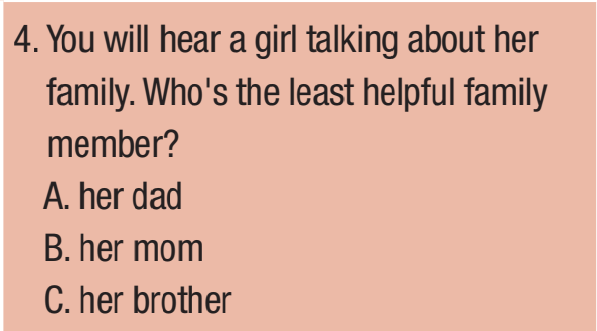 4. You will hear a girl talking about her
family. Who's the least helpful family
member?
A. her dad
B. her mom
C. her brother